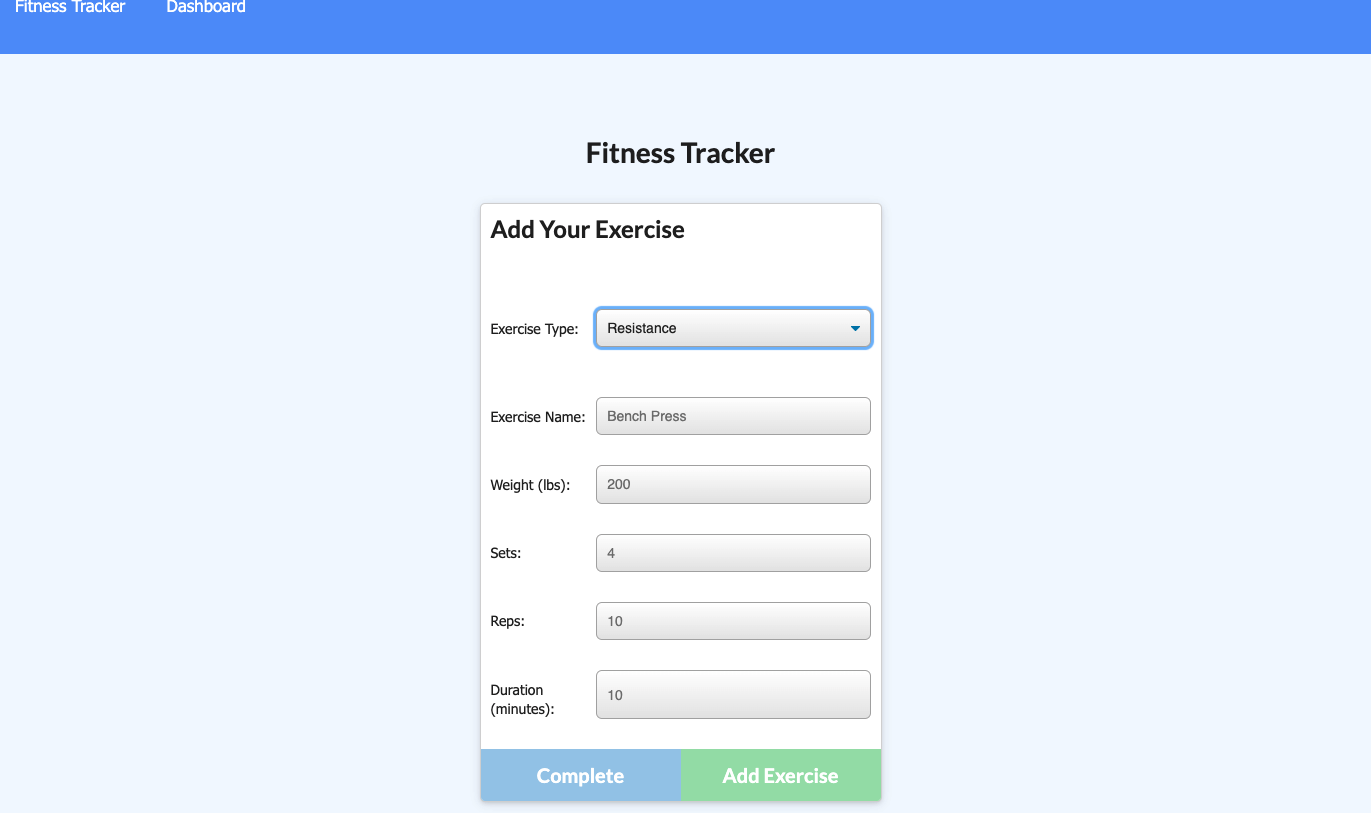 Fitness Tracker Dashboard
Fitness Tracker
Add Your Exercise
Exercise Type: Resistance
Exercise Name: Bench Press
Weight (lbs): 200
Sets: 4
Reps: 10
Duration
(minutes): 10
Complete Add Exercise